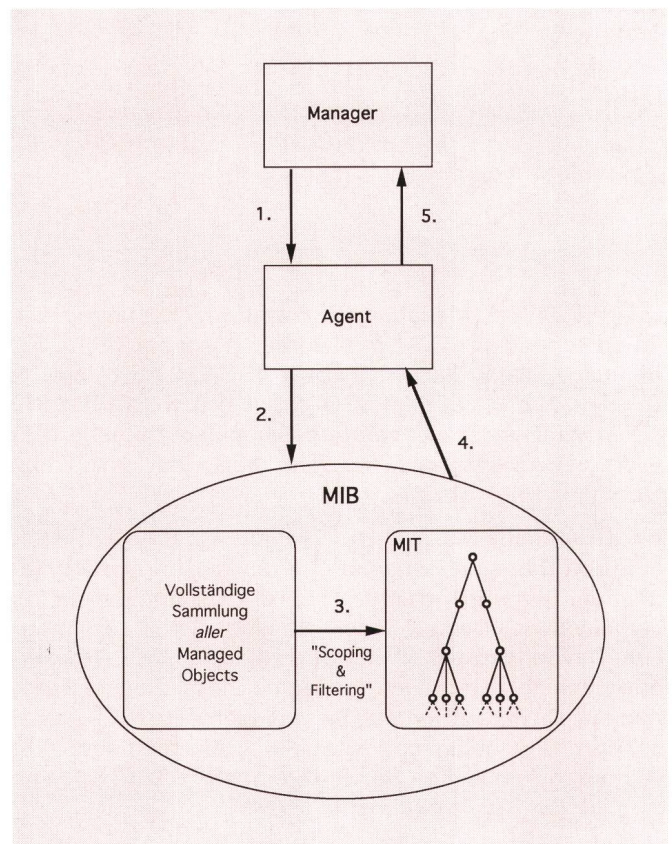 Manager
1.
5.
Agent
2.
4.
MIB
Vollständige
Sammlung
aller
Managed
Objects
3.
"Scoping
&
Filtering"
MIT